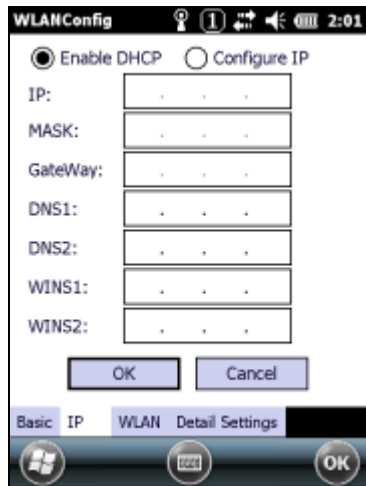 WLANConfig 1 2:01
Enable DHCP Configure IP
IP: . . .
MASK: . . .
GateWay: . . .
DNS1: . . .
DNS2: . . .
WINS1: . . .
WINS2: . . .
OK Cancel
Basic IP WLAN Detail Settings
OK